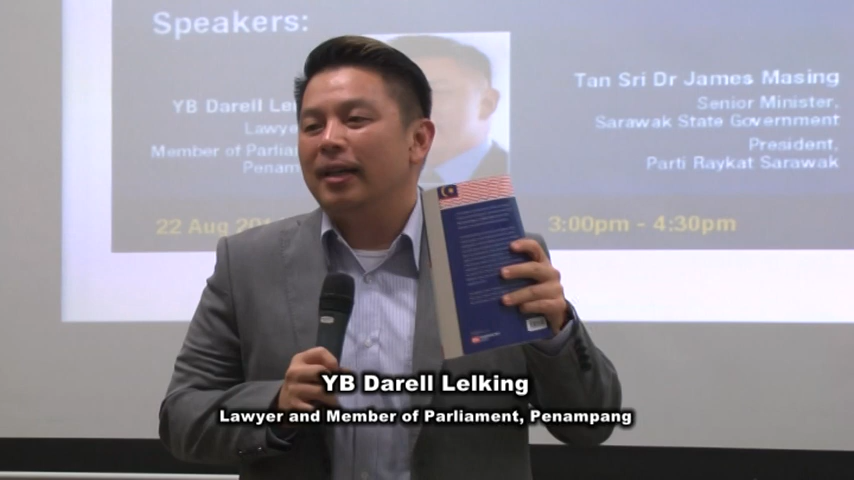 Speakers:
YB Darell Lel
Lawye
Member of Parlia
Penam
22 Aug 201
Tan Sri Dr James Masing
Senior Minister,
Sarawak State Government
President,
Parti Raykat Sarawak
3:00pm - 4:30pm
YB Darell Lelking
Lawyer and Member of Parliament, Penampang